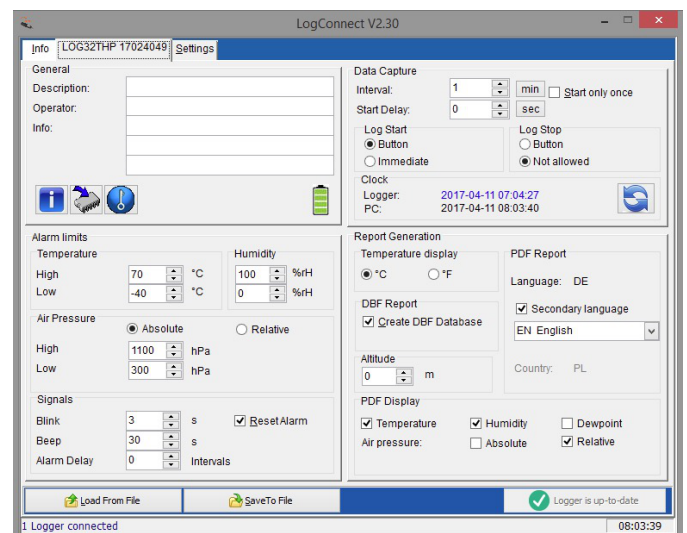 LogConnect V2.30
Info LOG32THP 17024049 Settings
General
Description:
Operator:
Info:
Data Capture
Interval: 1 min Start only once
Start Delay: 0 sec
Log Start
Button
Immediate
Log Stop
Button
Not allowed
Clock
Logger: 2017-04-11 07:04:27
PC: 2017-04-11 08:03:40
Alarm limits
Temperature
High 70 °C
Low -40 °C
Humidity
100 %rH
0 %rH
Air Pressure
Absolute Relative
High 1100 hPa
Low 300 hPa
Signals
Blink 3 s Reset Alarm
Beep 30 s
Alarm Delay 0 Intervals
Report Generation
Temperature display
°C °F
DBF Report
Create DBF Database
Altitude
0 m
PDF Report
Language: DE
Secondary language
EN English
Country: PL
PDF Display
Temperature Humidity Dewpoint
Air pressure: Absolute Relative
Load From File SaveTo File Logger is up-to-date
1 Logger connected 08:03:39